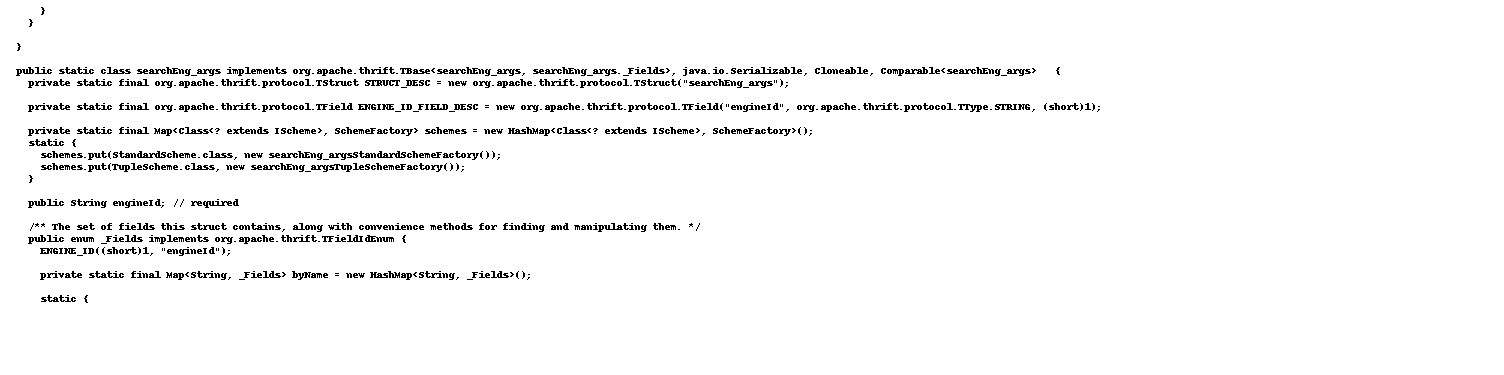 }
  }

}

public static class searchEng_args implements org.apache.thrift.TBase<searchEng_args, searchEng_args._Fields>, java.io.Serializable, Cloneable, Comparable<searchEng_args>   {
  private static final org.apache.thrift.protocol.TStruct STRUCT_DESC = new org.apache.thrift.protocol.TStruct("searchEng_args");

  private static final org.apache.thrift.protocol.TField ENGINE_ID_FIELD_DESC = new org.apache.thrift.protocol.TField("engineId", org.apache.thrift.protocol.TType.STRING, (short)1);

  private static final Map<Class<? extends IScheme>, SchemeFactory> schemes = new HashMap<Class<? extends IScheme>, SchemeFactory>();
  static {
    schemes.put(StandardScheme.class, new searchEng_argsStandardSchemeFactory());
    schemes.put(TupleScheme.class, new searchEng_argsTupleSchemeFactory());
  }

  public String engineId; // required

  /** The set of fields this struct contains, along with convenience methods for finding and manipulating them. */
  public enum _Fields implements org.apache.thrift.TFieldIdEnum {
    ENGINE_ID((short)1, "engineId");

    private static final Map<String, _Fields> byName = new HashMap<String, _Fields>();

    static {